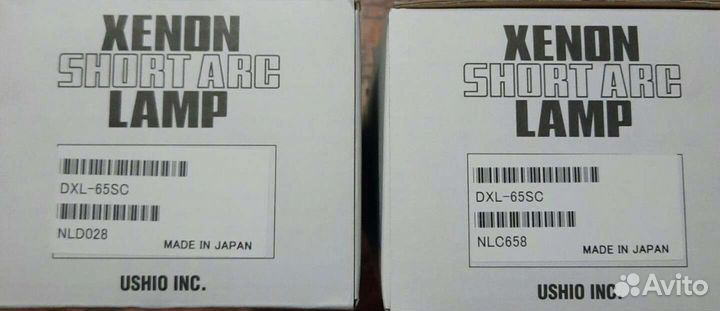 XENON
SHORT ARC
LAMP
DXL-65SC
NLD028
MADE IN JAPAN
USHIO INC.
XENON
SHORT ARC
LAMP
DXL-65SC
NLC658
MADE IN JAPAN
USHIO INC.
Avito